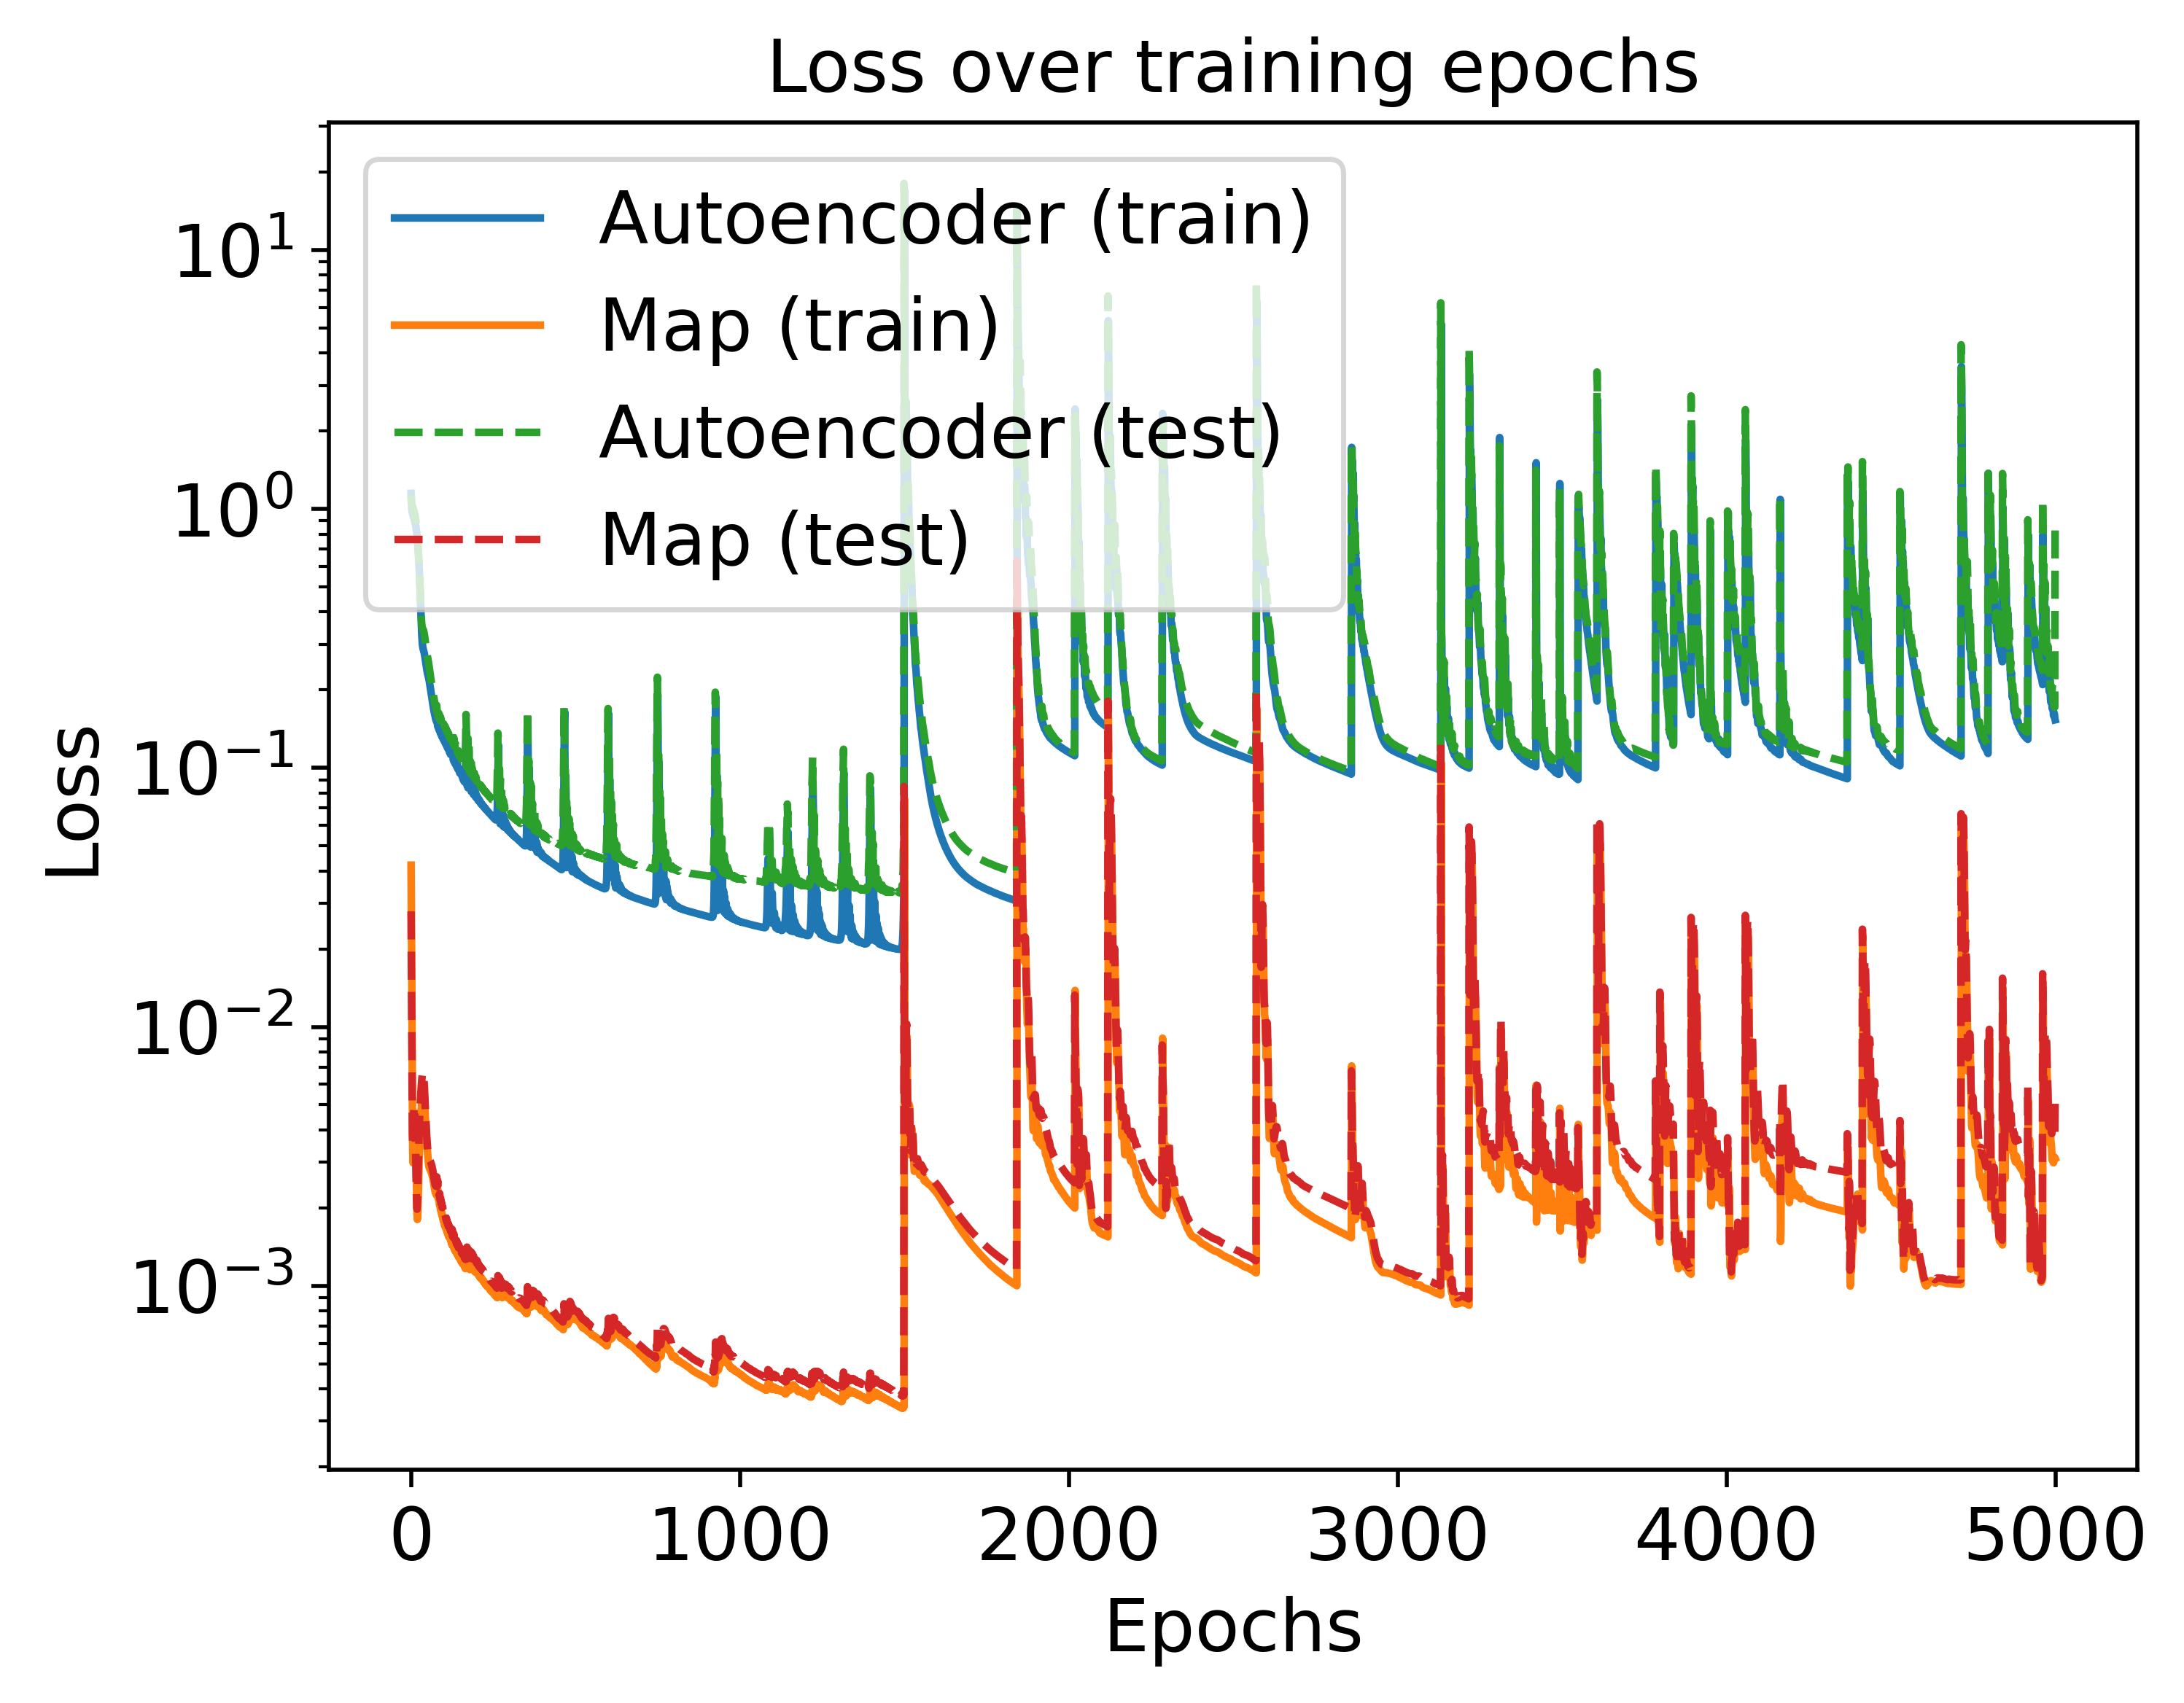 Loss over training epochs
Autoencoder (train)
Map (train)
Autoencoder (test)
Map (test)
10¹
10⁰
10⁻¹
10⁻²
10⁻³
Loss
0 1000 2000 3000 4000 5000
Epochs